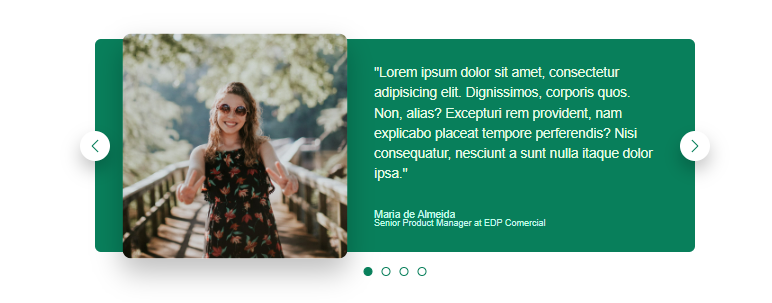 "Lorem ipsum dolor sit amet, consectetur
adipisicing elit. Dignissimos, corporis quos.
Non, alias? Excepturi rem provident, nam
explicabo placeat tempore perferendis? Nisi
consequatur, nesciunt a sunt nulla itaque dolor
ipsa."
Maria de Almeida
Senior Product Manager at EDP Comercial